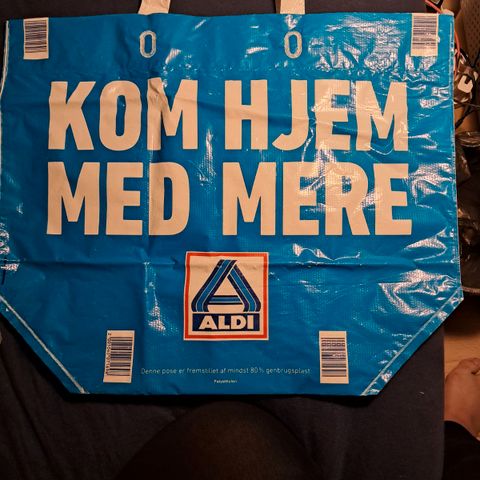 KOM HJEM
MED MERE
ALDI
Denne pose er fremstillet af mindst 80% genbrugsplast